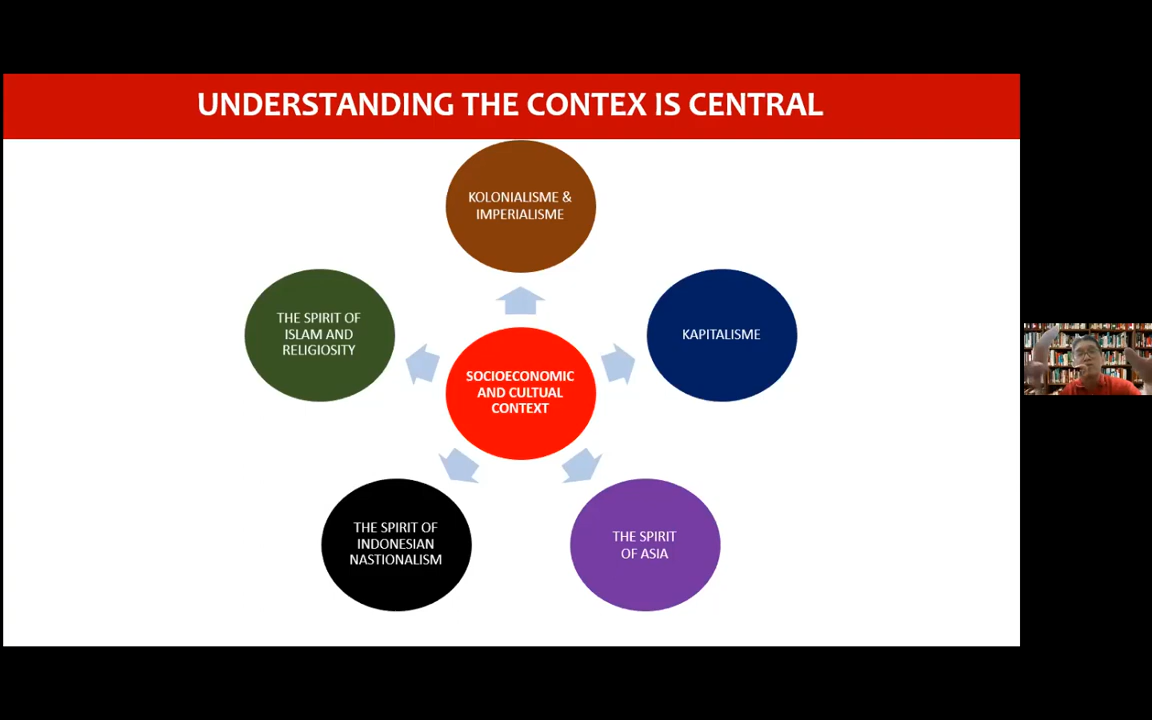 UNDERSTANDING THE CONTEX IS CENTRAL
KOLONIALISME &
IMPERIALISME
THE SPIRIT OF
ISLAM AND
RELIGIOSITY
KAPITALISME
SOCIOECONOMIC
AND CULTUAL
CONTEXT
THE SPIRIT OF
INDONESIAN
NASTIONALISM
THE SPIRIT
OF ASIA